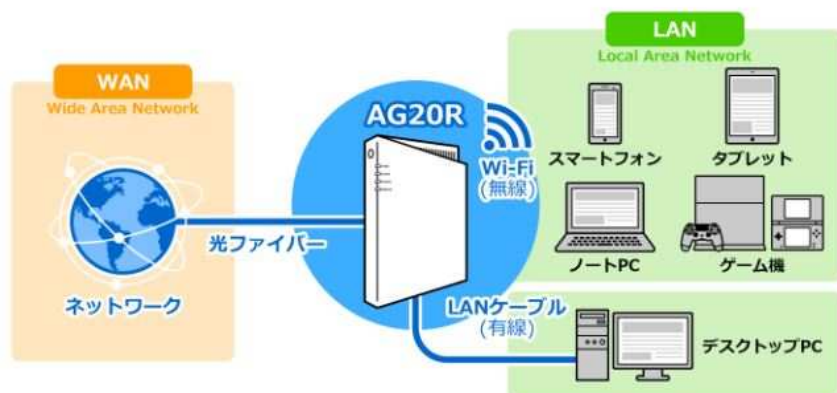 WAN
Wide Area Network
ネットワーク
光ファイバー
AG20R
Wi-Fi
(無線)
LANケーブル
(有線)
LAN
Local Area Network
スマートフォン
タブレット
ノートPC
ゲーム機
デスクトップPC